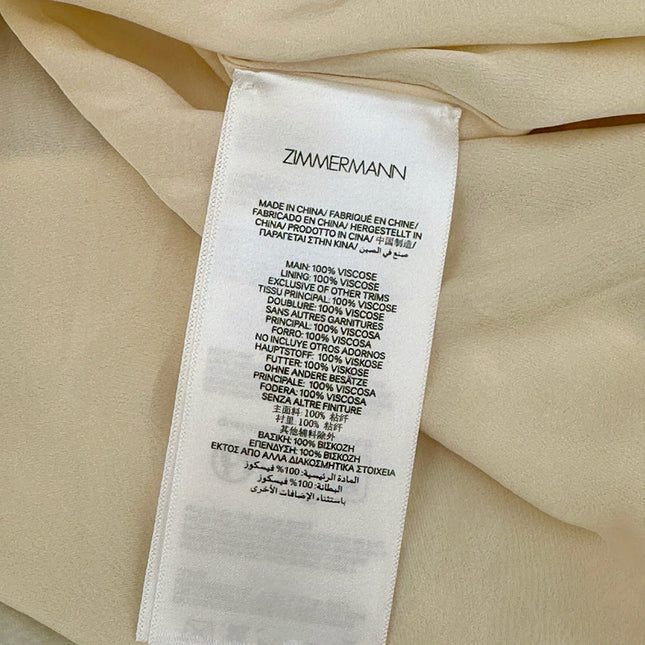 ZIMMERMANN
MADE IN CHINA/ FABRIQUÉ EN CHINE/
FABRICADO EN CHINA/ HERGESTELLT IN
CHINA/ PRODOTTO IN CINA/ 中国制造/
ΠΑΡΑΓΕΤΑΙ ΣΤΗΝ ΚΙΝΑ/ صنع في الصين
MAIN: 100% VISCOSE
LINING: 100% VISCOSE
EXCLUSIVE OF OTHER TRIMS
TISSU PRINCIPAL: 100% VISCOSE
DOUBLURE: 100% VISCOSE
SANS AUTRES GARNITURES
PRINCIPAL: 100% VISCOSA
FORRO: 100% VISCOSA
NO INCLUYE OTROS ADORNOS
HAUPTSTOFF: 100% VISKOSE
FUTTER: 100% VISKOSE
OHNE ANDERE BESÄTZE
PRINCIPALE: 100% VISCOSA
FODERA: 100% VISCOSA
SENZA ALTRE FINITURE
主面料: 100% 粘纤
衬里: 100% 粘纤
其他辅料除外
ΒΑΣΙΚΗ: 100% ΒΙΣΚΟΖΗ
ΕΠΕΝΔΥΣΗ: 100% ΒΙΣΚΟΖΗ
ΕΚΤΟΣ ΑΠΟ ΑΛΛΑ ΔΙΑΚΟΣΜΗΤΙΚΑ ΣΤΟΙΧΕΙΑ
المادة الرئيسية: 100% فيسكوز
البطانة: 100% فيسكوز
باستثناء الإضافات الأخرى